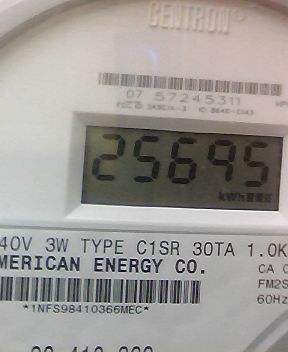 CENTRON®
07 57245311
25695
kWh
40V 3W TYPE C1SR 30TA 1.0K
MERICAN ENERGY CO.
CA 0
FM2S
60Hz
*1NFS98410366MEC*